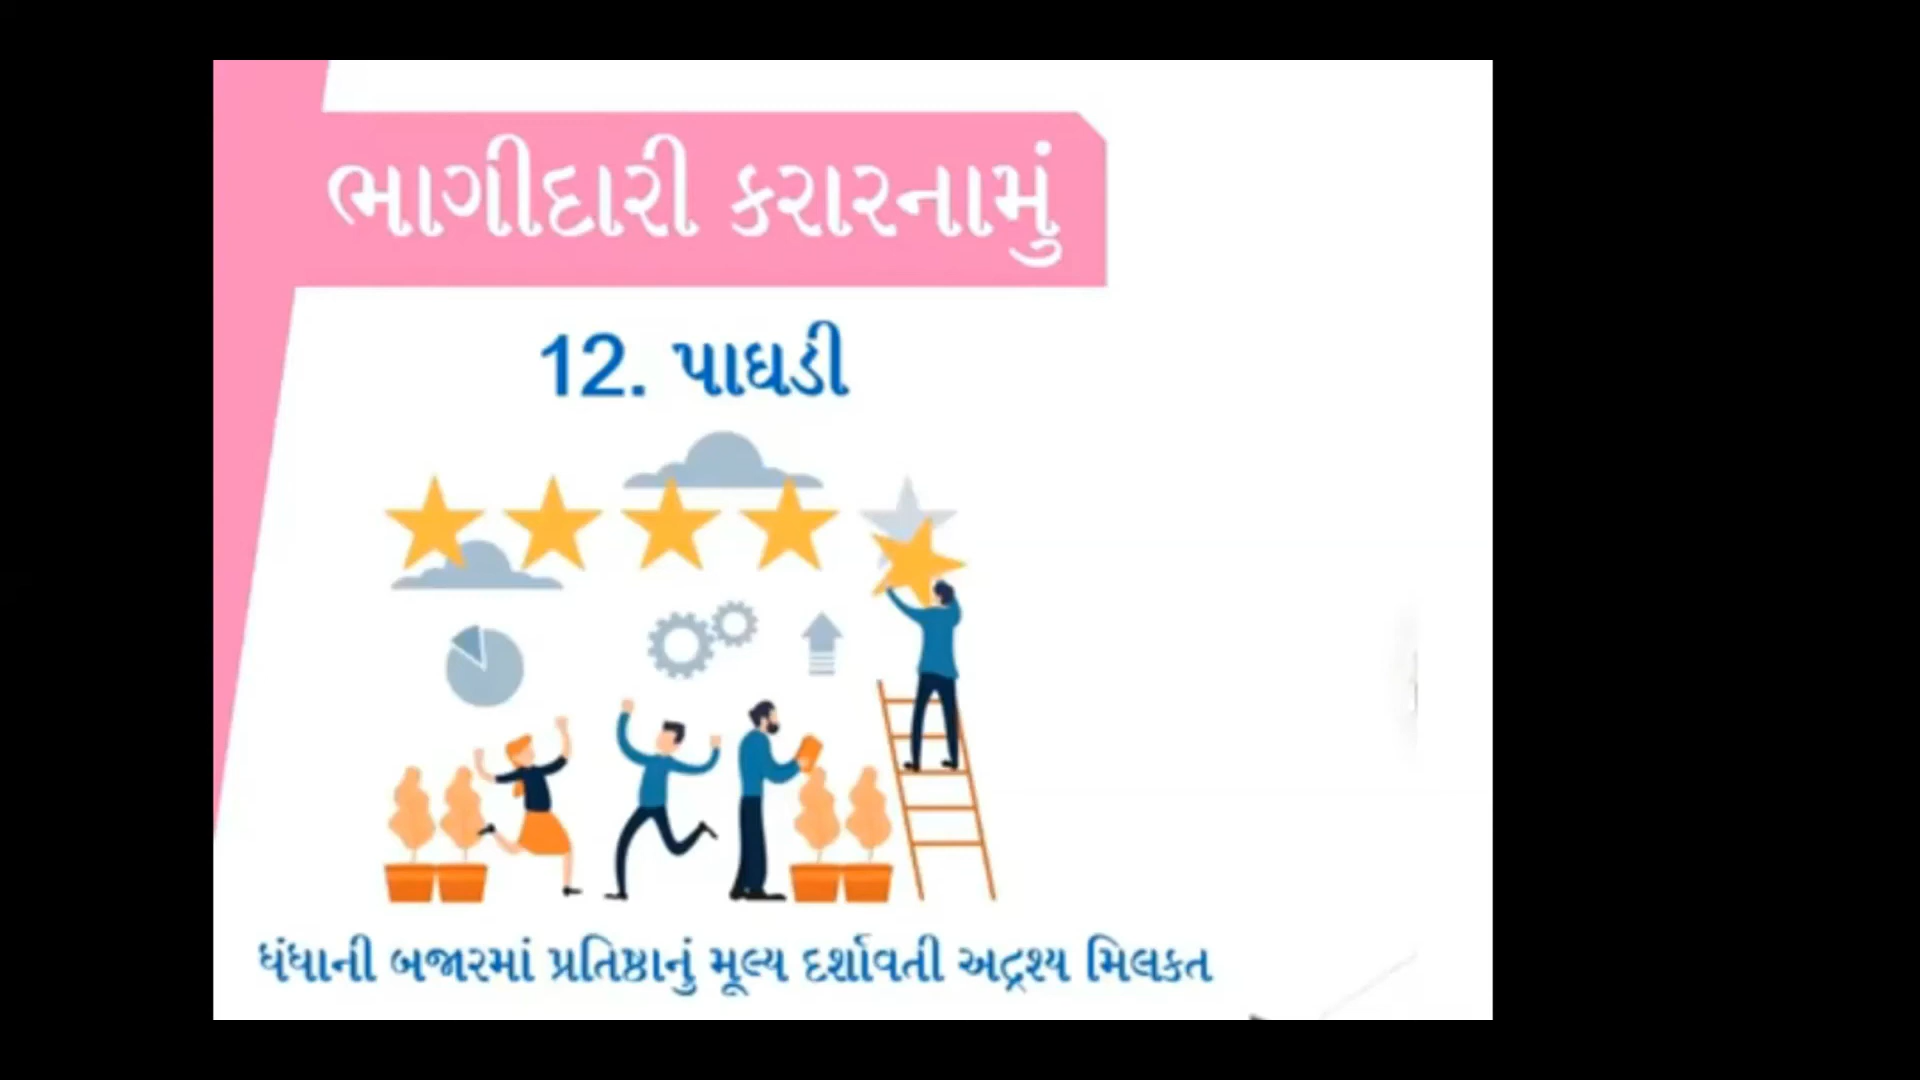 ભાગીદારી કરારનામું
12. પાઘડી
ધંધાની બજારમાં પ્રતિષ્ઠાનું મૂલ્ય દર્શાવતી અદ્રશ્ય મિલકત